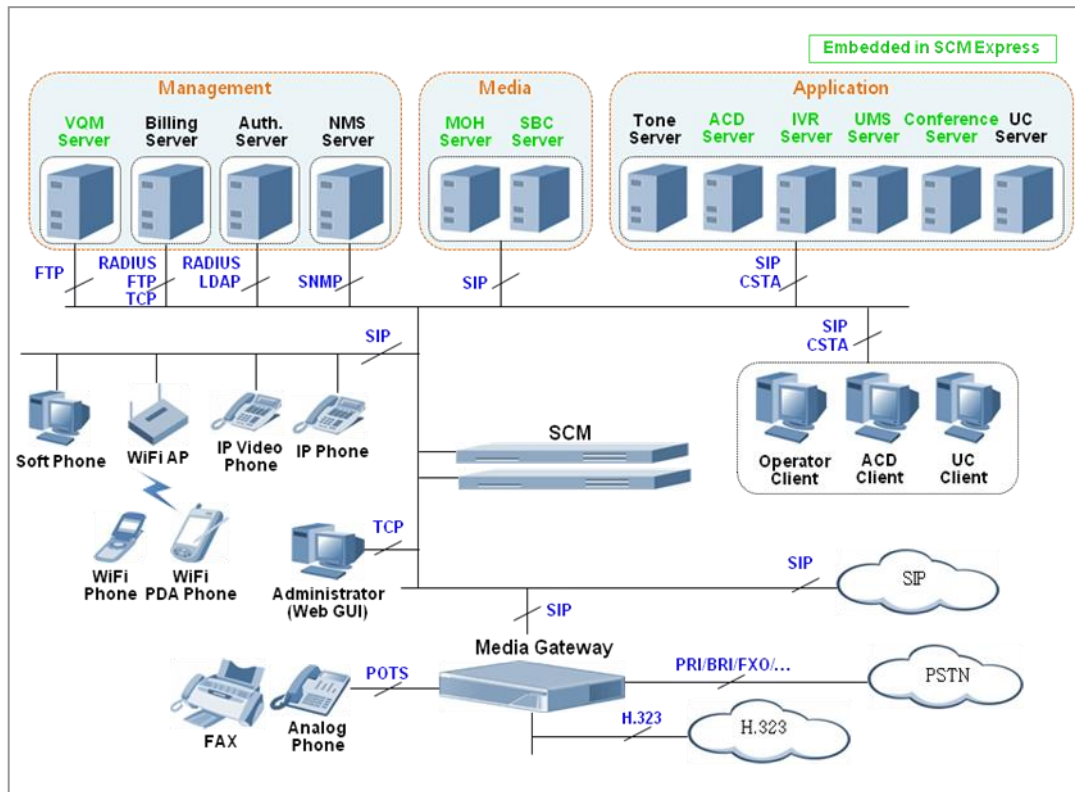 Embedded in SCM Express
Management
Media
Application
VQM
Server
Billing
Server
Auth.
Server
NMS
Server
MOH
Server
SBC
Server
Tone
Server
ACD
Server
IVR
Server
UMS
Server
Conference
Server
UC
Server
FTP
RADIUS
FTP
TCP
RADIUS
LDAP
SNMP
SIP
SIP
CSTA
SIP
SIP
CSTA
Soft Phone
WiFi AP
IP Video
Phone
IP Phone
SCM
Operator
Client
ACD
Client
UC
Client
WiFi
Phone
WiFi
PDA Phone
TCP
Administrator
(Web GUI)
SIP
SIP
SIP
Media Gateway
FAX
Analog
Phone
POTS
PRI/BRI/FXO/...
PSTN
H.323
H.323